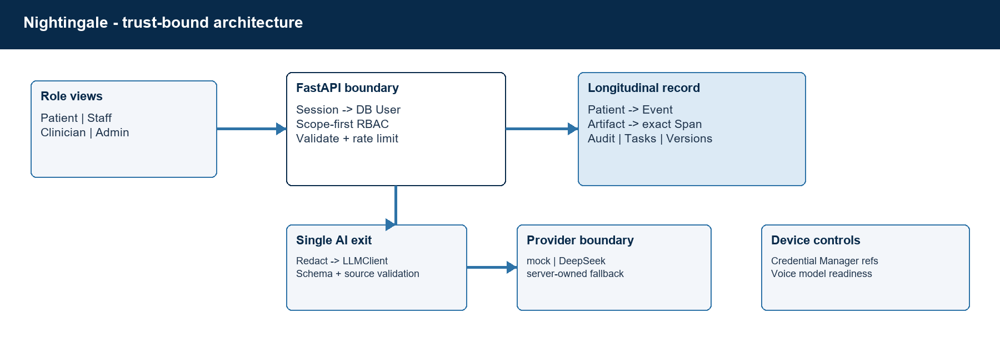 Nightingale - trust-bound architecture
Role views
Patient | Staff
Clinician | Admin
FastAPI boundary
Session -> DB User
Scope-first RBAC
Validate + rate limit
Longitudinal record
Patient -> Event
Artifact -> exact Span
Audit | Tasks | Versions
Single AI exit
Redact -> LLMClient
Schema + source validation
Provider boundary
mock | DeepSeek
server-owned fallback
Device controls
Credential Manager refs
Voice model readiness